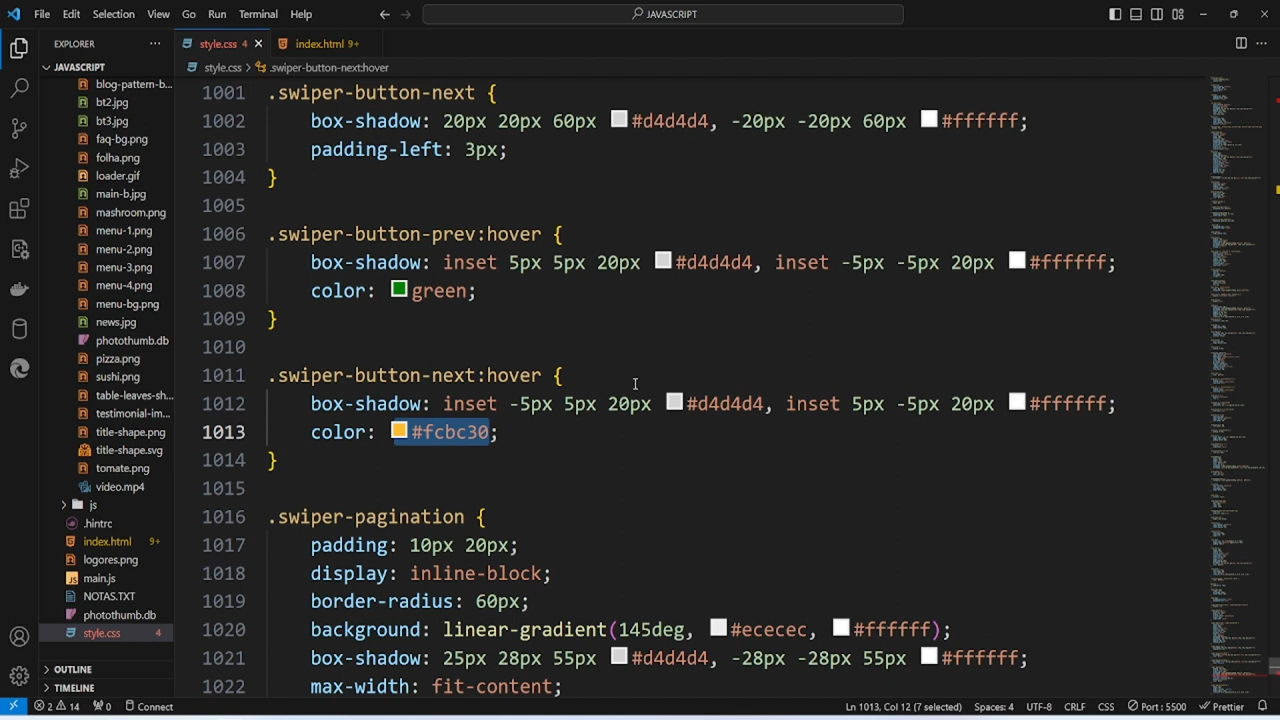 File Edit Selection View Go Run Terminal Help
JAVASCRIPT
EXPLORER
style.css 4
index.html 9+
JAVASCRIPT
style.css > .swiper-button-next:hover
blog-pattern-b...
bt2.jpg
bt3.jpg
faq-bg.png
folha.png
loader.gif
main-b.jpg
mashroom.png
menu-1.png
menu-2.png
menu-3.png
menu-4.png
menu-bg.png
news.jpg
photothumb.db
pizza.png
sushi.png
table-leaves-sh...
testimonial-im...
title-shape.png
title-shape.svg
tomate.png
video.mp4
js
.hintrc
index.html 9+
logores.png
main.js
NOTAS.TXT
photothumb.db
style.css 4
OUTLINE
TIMELINE
1001 .swiper-button-next {
1002 box-shadow: 20px 60px #d4d4d4, -20px -20px 60px #ffffff;
1003 padding-left: 3px;
1004 }
1005
1006 .swiper-button-prev:hover {
1007 box-shadow: inset 5px 20px #d4d4d4, inset -5px -5px 20px #ffffff;
1008 color: green;
1009 }
1010
1011 .swiper-button-next:hover {
1012 box-shadow: inset 5px 20px #d4d4d4, inset 5px -5px 20px #ffffff;
1013 color: ;
1014 }
1015
1016 .swiper-pagination {
1017 padding: 10px 20px;
1018 display: inline-block;
1019 border-radius: 60px;
1020 background: linear-gradient(145deg, #ececec, #ffffff);
1021 box-shadow: 55px #d4d4d4, -28px #ffffff;
1022 max-width: fit-content;
2 14 0 Connect
Ln 1013, Col 12 (7 selected) Spaces: 4 UTF-8 CRLF CSS Port : 5500 Prettier